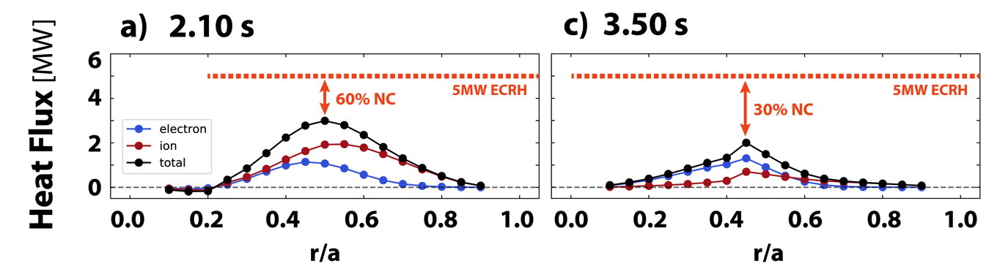 a) 2.10 s
c) 3.50 s
Heat Flux [MW]
6
4
2
0
5MW ECRH
60% NC
electron
ion
total
0.0 0.2 0.4 0.6 0.8 1.0
r/a
5MW ECRH
30% NC
0.0 0.2 0.4 0.6 0.8 1.0
r/a